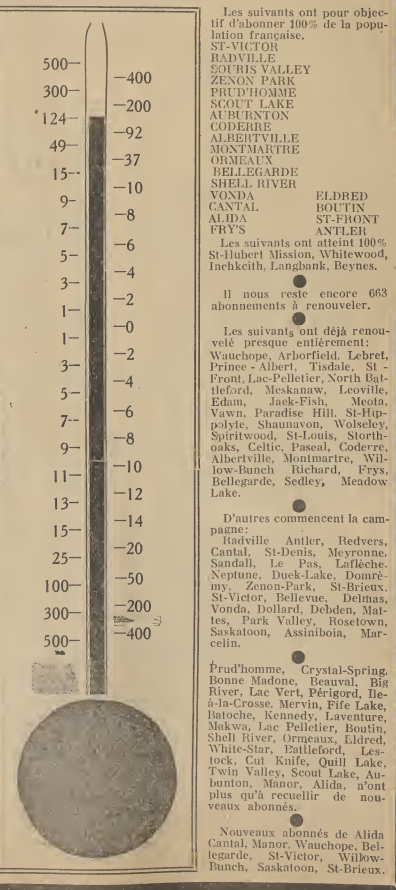 500—
—400
300—
—200
124—
—92
49—
—37
15--
—10
9-
—8
7-
—6
5-
—4
3—
—2
1—
—0
1—
—2
3—
—4
5-
—6
7--
—8
9—
—10
11—
—12
13—
—14
15—
—20
25—
—50
100—
—200
300—
—400
500—
Les suivants ont pour objec-
tif d'abonner 100% de la popu-
lation française.
ST-VICTOR
RADVILLE
SOURIS VALLEY
ZENON PARK
PRUD'HOMME
SCOUT LAKE
AUBURNTON
CODERRE
ALBERTVILLE
MONTMARTRE
ORMEAUX
BELLEGARDE
SHELL RIVER
VONDA ELDRED
CANTAL BOUTIN
ALIDA ST-FRONT
FRY'S ANTLER
Les suivants ont atteint 100%
St-Hubert Mission, Whitewood,
Inchkcith, Langbank, Beynes.
Il nous reste encore 663
abonnements à renouveler.
Les suivants ont déjà renou-
velé presque entiérement:
Wauchope, Arborfield, Lebret,
Prince - Albert, Tisdale, St -
Front, Lac-Pelletier, North Bat-
tleford, Meskanaw, Leoville,
Edam, Jack-Fish, Meota,
Vawn, Paradise Hill, St-Hip-
polyte, Shaunavon, Wolseley,
Spiritwood, St-Louis, Storth-
oaks, Celtic, Pascal, Coderre,
Albertville, Montmartre, Wil-
low-Bunch Richard, Frys,
Bellegarde, Sedley, Meadow
Lake.
D'autres commencent la cam-
pagne:
Radville Antler, Redvers,
Cantal, St-Denis, Meyronne,
Sandall, Le Pas, Laflèche.
Neptune, Duck-Lake, Domré-
my, Zenon-Park, St-Brieux,
St-Victor, Bellevue, Delmas,
Vonda, Dollard, Debden, Mat-
tes, Park Valley, Rosetown,
Saskatoon, Assiniboia, Mar-
celin.
Prud'homme, Crystal-Spring,
Bonne Madone, Beauval, Big
River, Lac Vert, Périgord, Ile-
à-la-Crosse, Mervin, Fife Lake,
Batoche, Kennedy, Laventure,
Makwa, Lac Pelletier, Boutin,
Shell River, Ormeaux, Eldred,
White-Star, Battleford, Les-
tock, Cut Knife, Quill Lake,
Twin Valley, Scout Lake, Au-
bunton, Manor, Alida, n'ont
plus qu'à recuellir de nou-
veaux abonnés.
Nouveaux abonnés de Alida
Cantal, Manor, Wauchope, Bel-
legarde, St-Victor, Willow-
Bunch, Saskatoon, St-Brieux.